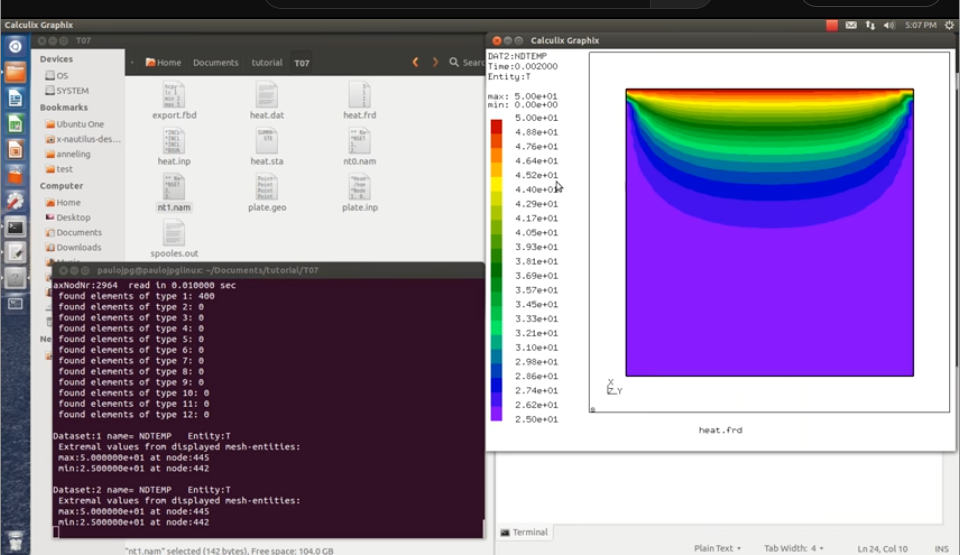 Calculix Graphix
5:07 PM
T07
Devices
OS
SYSTEM
Bookmarks
Ubuntu One
x-nautilus-des...
anneling
test
Computer
Home
Desktop
Documents
Downloads
Home Documents tutorial T07
export.fbd heat.dat heat.frd
heat.inp heat.sta nt0.nam
nt1.nam plate.geo plate.inp
spooles.out
paulojpg@paulojpglinux: ~/Documents/tutorial/T07
axNodNr:2964 read in 0.010000 sec
found elements of type 1: 400
found elements of type 2: 0
found elements of type 3: 0
found elements of type 4: 0
found elements of type 5: 0
found elements of type 6: 0
found elements of type 7: 0
found elements of type 8: 0
found elements of type 9: 0
found elements of type 10: 0
found elements of type 11: 0
found elements of type 12: 0
Dataset:1 name= NDTEMP Entity:T
Extremal values from displayed mesh-entities:
max:5.000000e+01 at node:445
min:2.500000e+01 at node:442
Dataset:2 name= NDTEMP Entity:T
Extremal values from displayed mesh-entities:
max:5.000000e+01 at node:445
min:2.500000e+01 at node:442
"nt1.nam" selected (142 bytes), Free space: 104.0 GB
Calculix Graphix
DAT2:NDTEMP
Time:0.002000
Entity:T
max: 5.00e+01
min: 0.00e+00
5.00e+01
4.88e+01
4.76e+01
4.64e+01
4.52e+01
4.40e+01
4.29e+01
4.17e+01
4.05e+01
3.93e+01
3.81e+01
3.69e+01
3.57e+01
3.45e+01
3.33e+01
3.21e+01
3.10e+01
2.98e+01
2.86e+01
2.74e+01
2.62e+01
2.50e+01
X
Z Y
heat.frd
Terminal
Plain Text Tab Width: 4 Ln 24, Col 10 INS